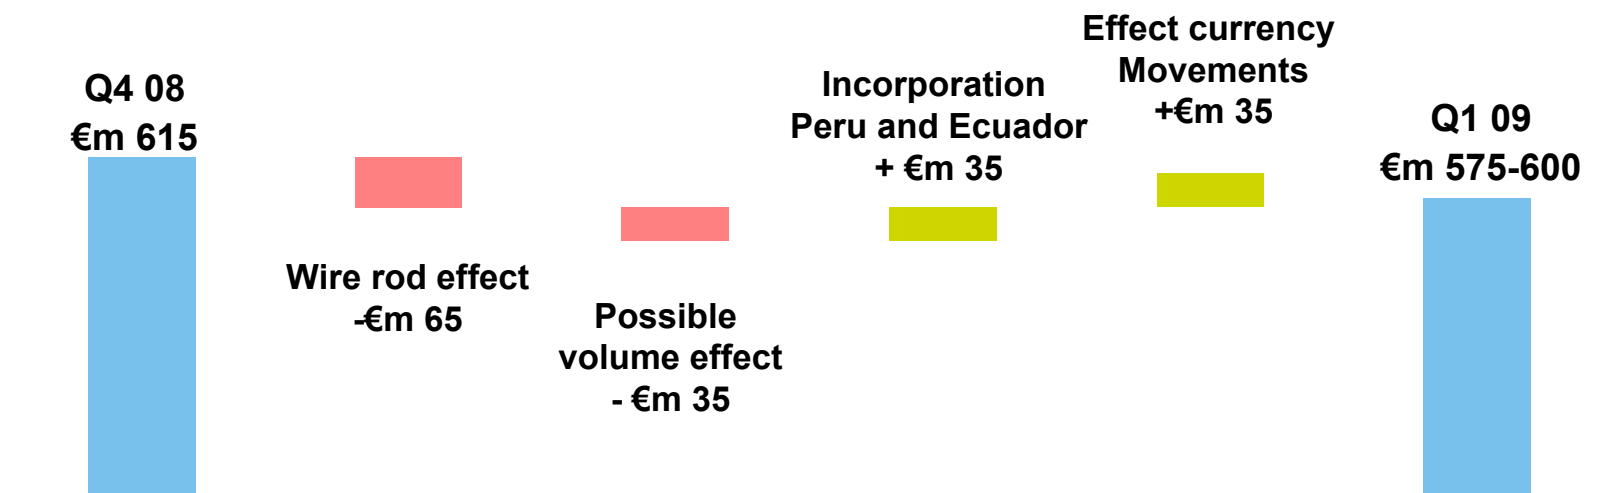 Q4 08
€m 615
Wire rod effect
-€m 65
Possible
volume effect
- €m 35
Incorporation
Peru and Ecuador
+ €m 35
Effect currency
Movements
+€m 35
Q1 09
€m 575-600